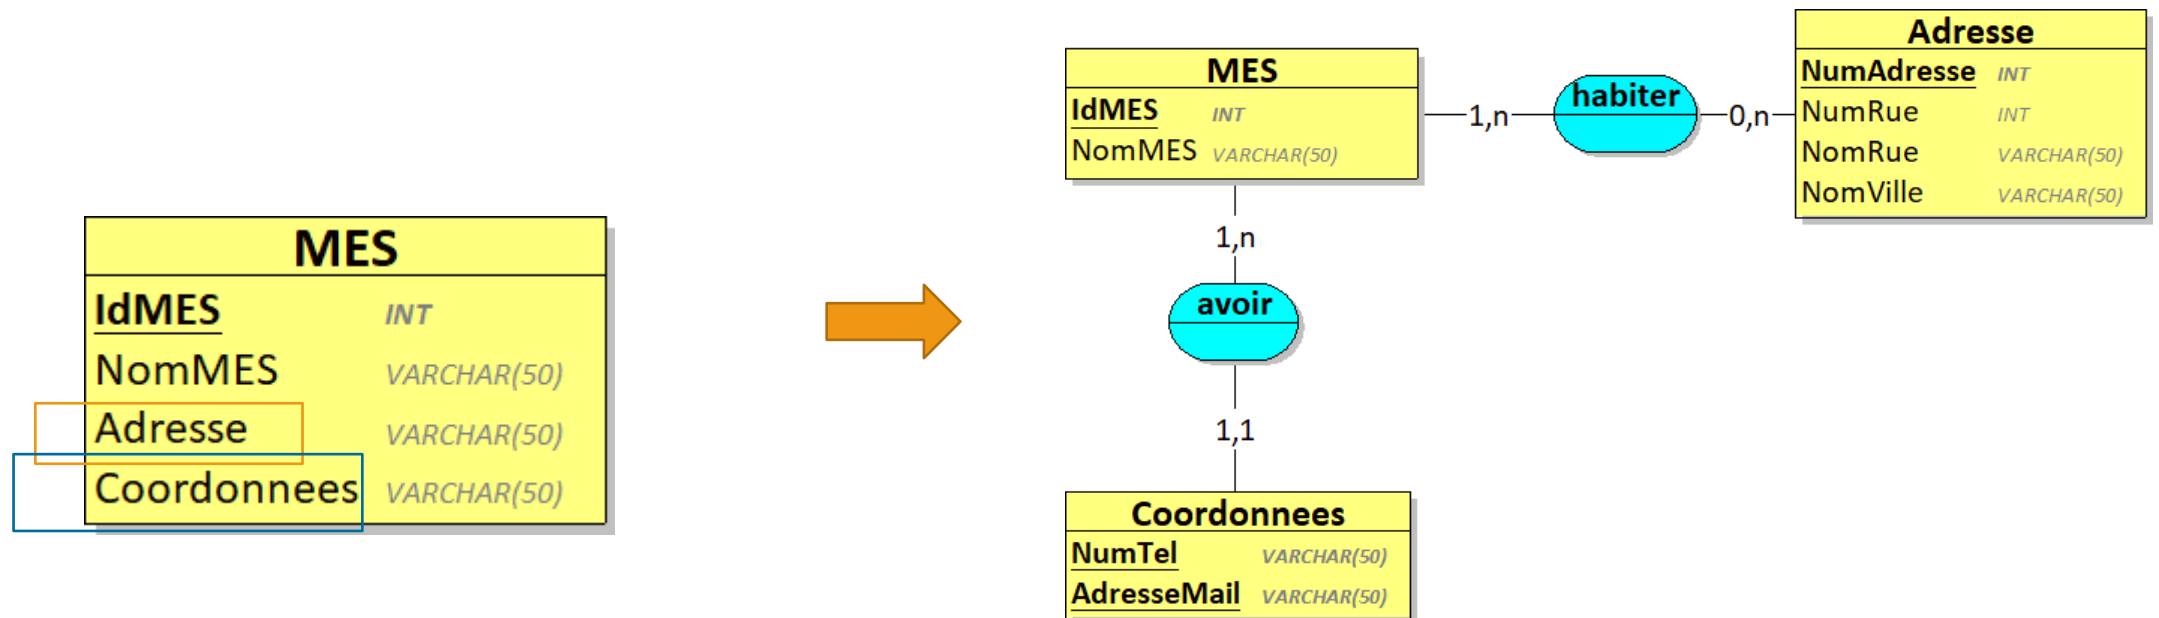 MES
IdMES INT
NomMES VARCHAR(50)
Adresse VARCHAR(50)
Coordonnees VARCHAR(50)
MES
IdMES INT
NomMES VARCHAR(50)
1,n
habiter
0,n
Adresse
NumAdresse INT
NumRue INT
NomRue VARCHAR(50)
NomVille VARCHAR(50)
1,n
avoir
1,1
Coordonnees
NumTel VARCHAR(50)
AdresseMail VARCHAR(50)